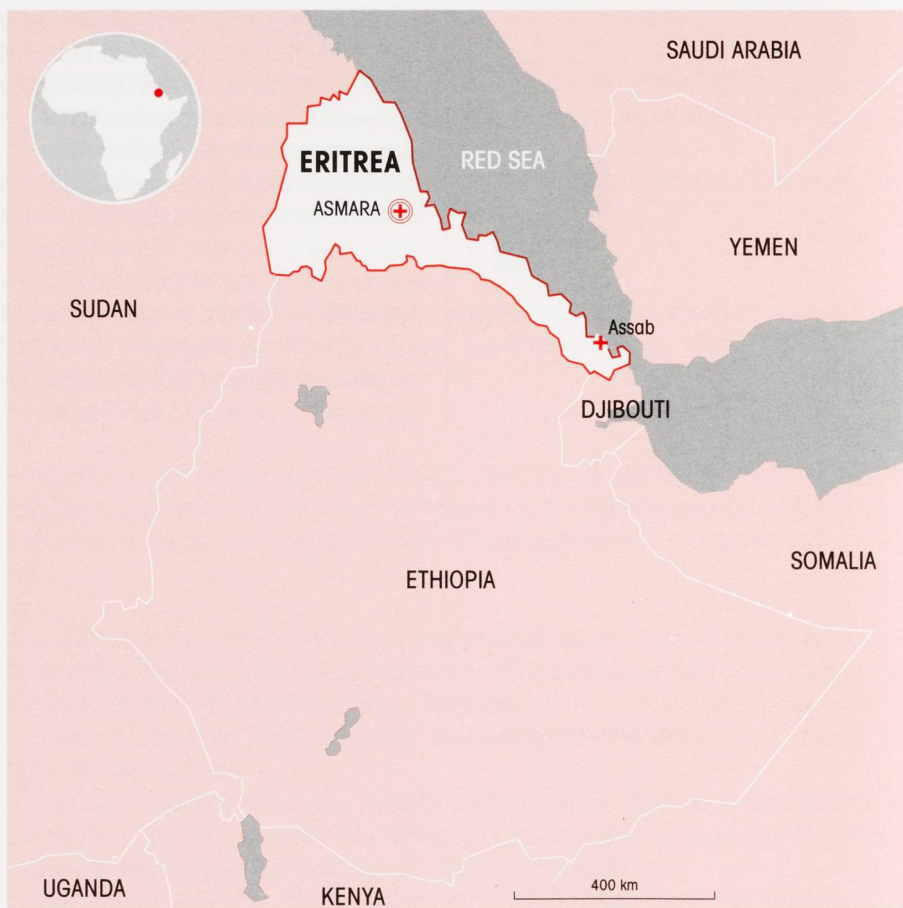 SAUDI ARABIA
ERITREA
RED SEA
ASMARA
YEMEN
SUDAN
Assab
DJIBOUTI
SOMALIA
ETHIOPIA
400 km
UGANDA
KENYA